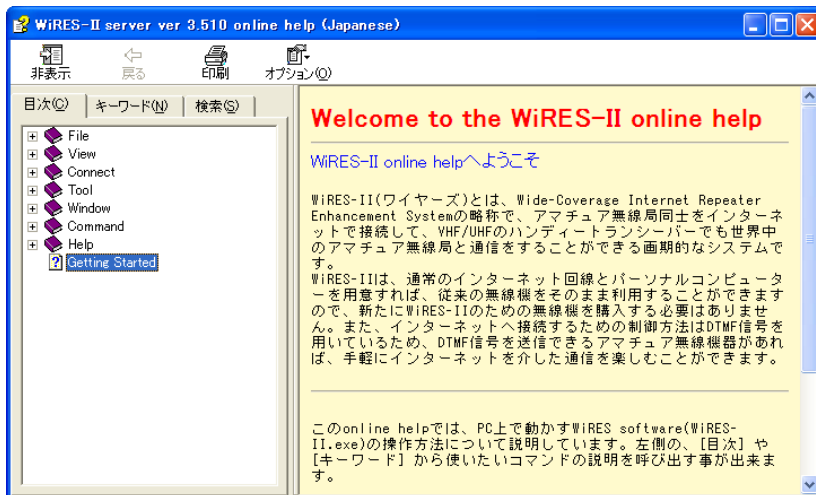 WiRES-II server ver 3.510 online help (Japanese)
非表示 戻る 印刷 オプション(O)
目次(C) キーワード(N) 検索(S)
File
View
Connect
Tool
Window
Command
Help
Getting Started
Welcome to the WiRES-II online help
WiRES-II online helpへようこそ
WiRES-II(ワイヤーズ)とは、Wide-Coverage Internet Repeater
Enhancement Systemの略称で、アマチュア無線局同士をインターネ
ットで接続して、VHF/UHFのハンディートランシーバーでも世界中
のアマチュア無線局と通信をすることができる画期的なシステムで
す。
WiRES-IIは、通常のインターネット回線とパーソナルコンピュータ
ーを用意すれば、従来の無線機をそのまま利用することができます
ので、新たにWiRES-IIのための無線機を購入する必要はありませ
ん。また、インターネットへ接続するための制御方法はDTMF信号を
用いているため、DTMF信号を送信できるアマチュア無線機器があれ
ば、手軽にインターネットを介した通信を楽しむことができます。
このonline helpでは、PC上で動かすWiRES software(WiRES-
II.exe)の操作方法について説明しています。左側の、[目次] や
[キーワード] から使いたいコマンドの説明を呼び出す事が出来ま
す。